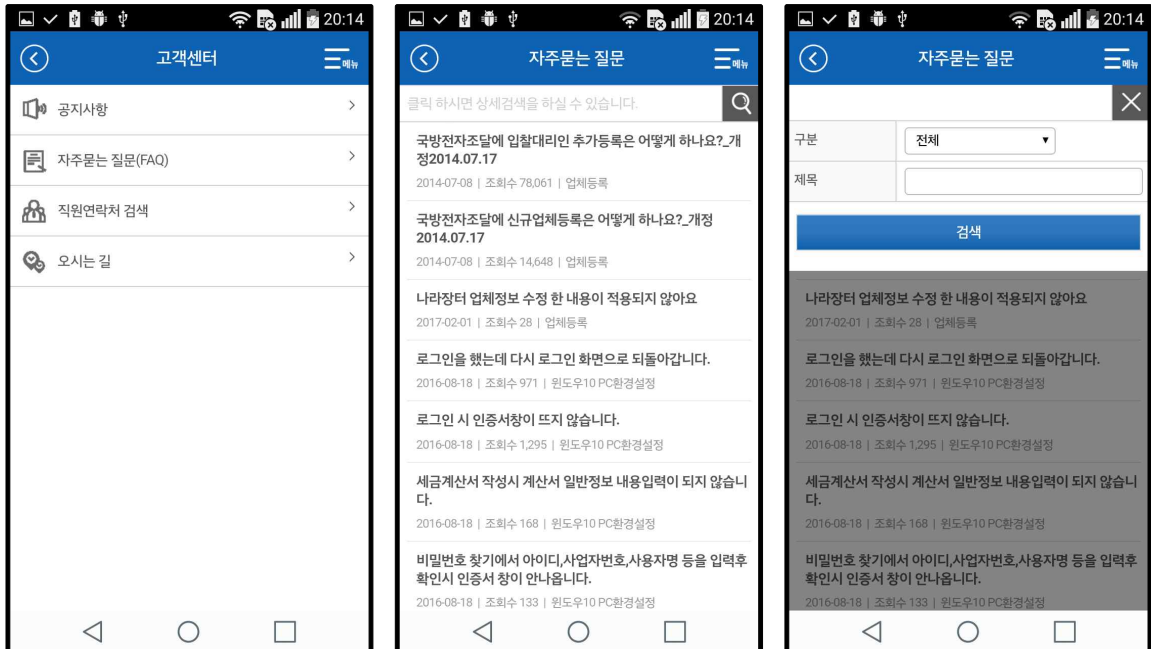 20:14
고객센터
메뉴
공지사항
자주묻는 질문(FAQ)
직원연락처 검색
오시는 길
20:14
자주묻는 질문
메뉴
클릭 하시면 상세검색을 하실 수 있습니다.
국방전자조달에 입찰대리인 추가등록은 어떻게 하나요?_개
정2014.07.17
2014-07-08 | 조회수 78,061 | 업체등록
국방전자조달에 신규업체등록은 어떻게 하나요?_개정
2014.07.17
2014-07-08 | 조회수 14,648 | 업체등록
나라장터 업체정보 수정 한 내용이 적용되지 않아요
2017-02-01 | 조회수 28 | 업체등록
로그인을 했는데 다시 로그인 화면으로 되돌아갑니다.
2016-08-18 | 조회수 971 | 윈도우10 PC환경설정
로그인 시 인증서창이 뜨지 않습니다.
2016-08-18 | 조회수 1,295 | 윈도우10 PC환경설정
세금계산서 작성시 계산서 일반정보 내용입력이 되지 않습니
다.
2016-08-18 | 조회수 168 | 윈도우10 PC환경설정
비밀번호 찾기에서 아이디,사업자번호,사용자명 등을 입력후
확인시 인증서 창이 안나옵니다.
2016-08-18 | 조회수 133 | 윈도우10 PC환경설정
20:14
자주묻는 질문
메뉴
구분
전체
제목
검색
나라장터 업체정보 수정 한 내용이 적용되지 않아요
2017-02-01 | 조회수 28 | 업체등록
로그인을 했는데 다시 로그인 화면으로 되돌아갑니다.
2016-08-18 | 조회수 971 | 윈도우10 PC환경설정
로그인 시 인증서창이 뜨지 않습니다.
2016-08-18 | 조회수 1,295 | 윈도우10 PC환경설정
세금계산서 작성시 계산서 일반정보 내용입력이 되지 않습니
다.
2016-08-18 | 조회수 168 | 윈도우10 PC환경설정
비밀번호 찾기에서 아이디,사업자번호,사용자명 등을 입력후
확인시 인증서 창이 안나옵니다.
2016-08-18 | 조회수 133 | 윈도우10 PC환경설정